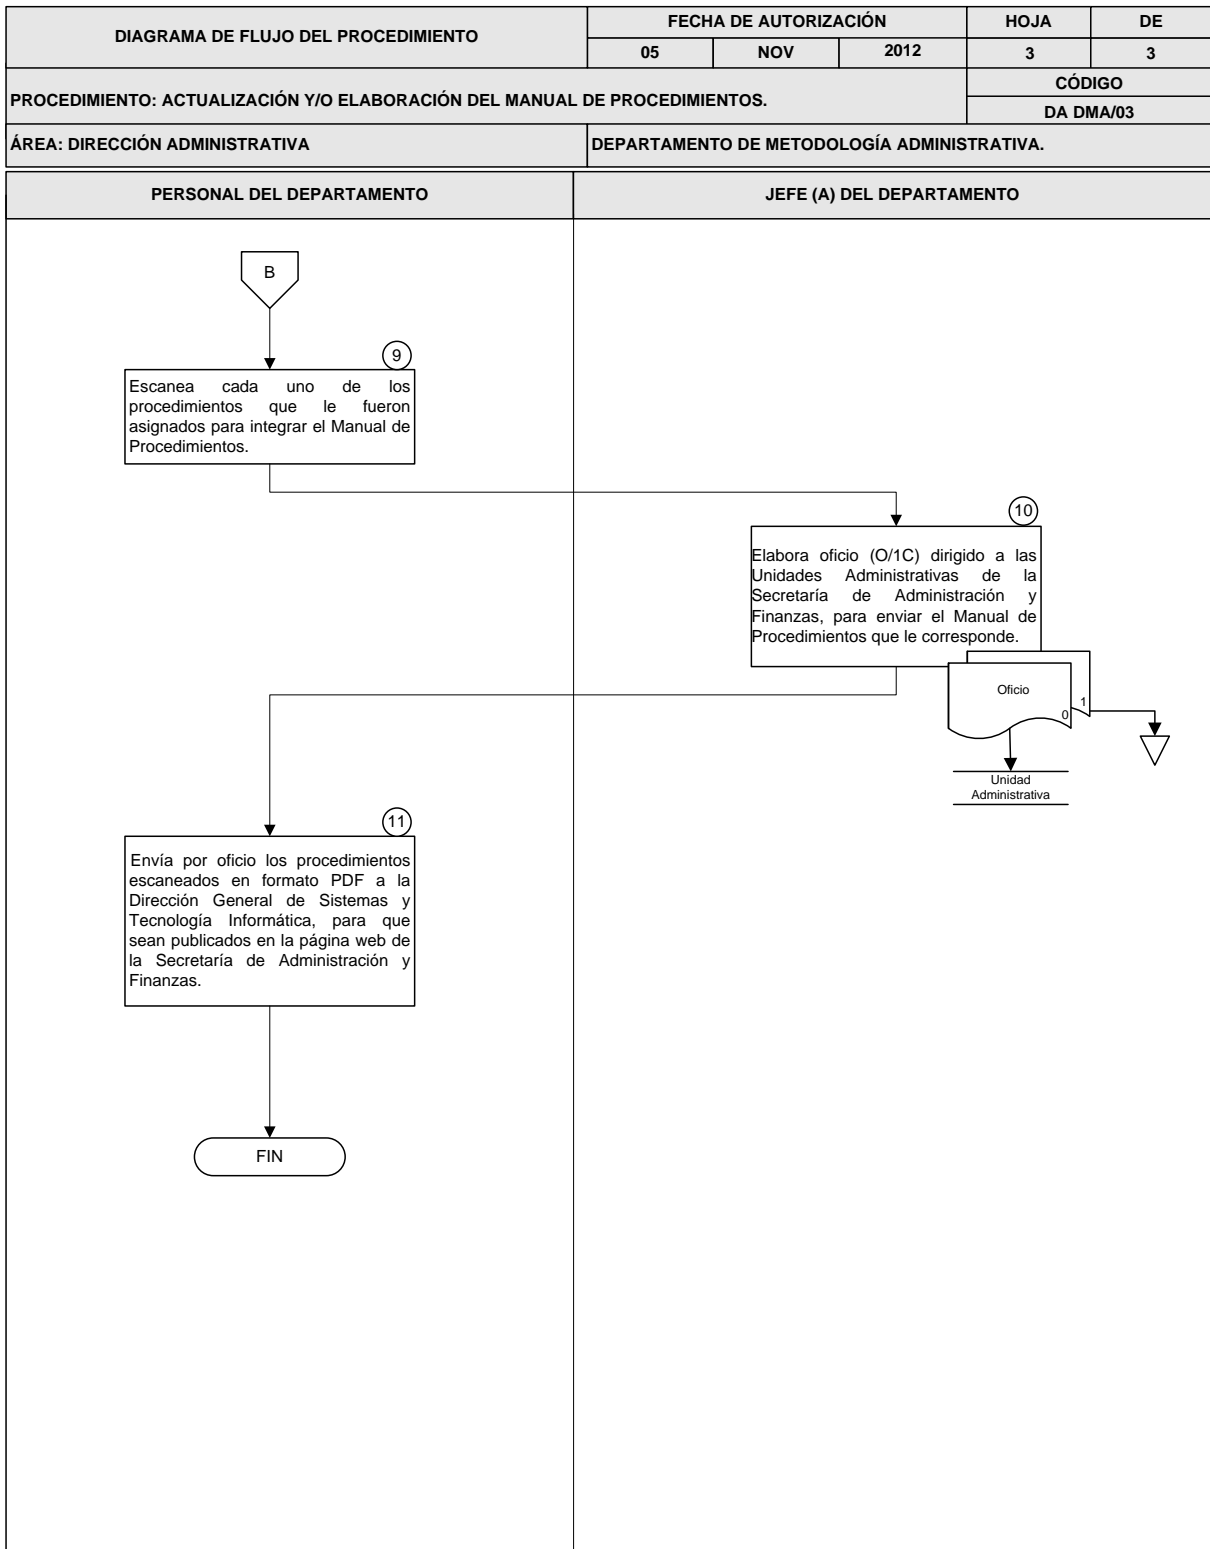 DIAGRAMA DE FLUJO DEL PROCEDIMIENTO
FECHA DE AUTORIZACIÓN
HOJA
DE
05
NOV
2012
3
3
PROCEDIMIENTO: ACTUALIZACIÓN Y/O ELABORACIÓN DEL MANUAL DE PROCEDIMIENTOS.
CÓDIGO
DA DMA/03
ÁREA: DIRECCIÓN ADMINISTRATIVA
DEPARTAMENTO DE METODOLOGÍA ADMINISTRATIVA.
PERSONAL DEL DEPARTAMENTO
JEFE (A) DEL DEPARTAMENTO
B
9
Escanea cada uno de los
procedimientos que le fueron
asignados para integrar el Manual de
Procedimientos.
10
Elabora oficio (O/1C) dirigido a las
Unidades Administrativas de la
Secretaría de Administración y
Finanzas, para enviar el Manual de
Procedimientos que le corresponde.
Oficio
0
1
Unidad
Administrativa
11
Envía por oficio los procedimientos
escaneados en formato PDF a la
Dirección General de Sistemas y
Tecnología Informática, para que
sean publicados en la página web de
la Secretaría de Administración y
Finanzas.
FIN